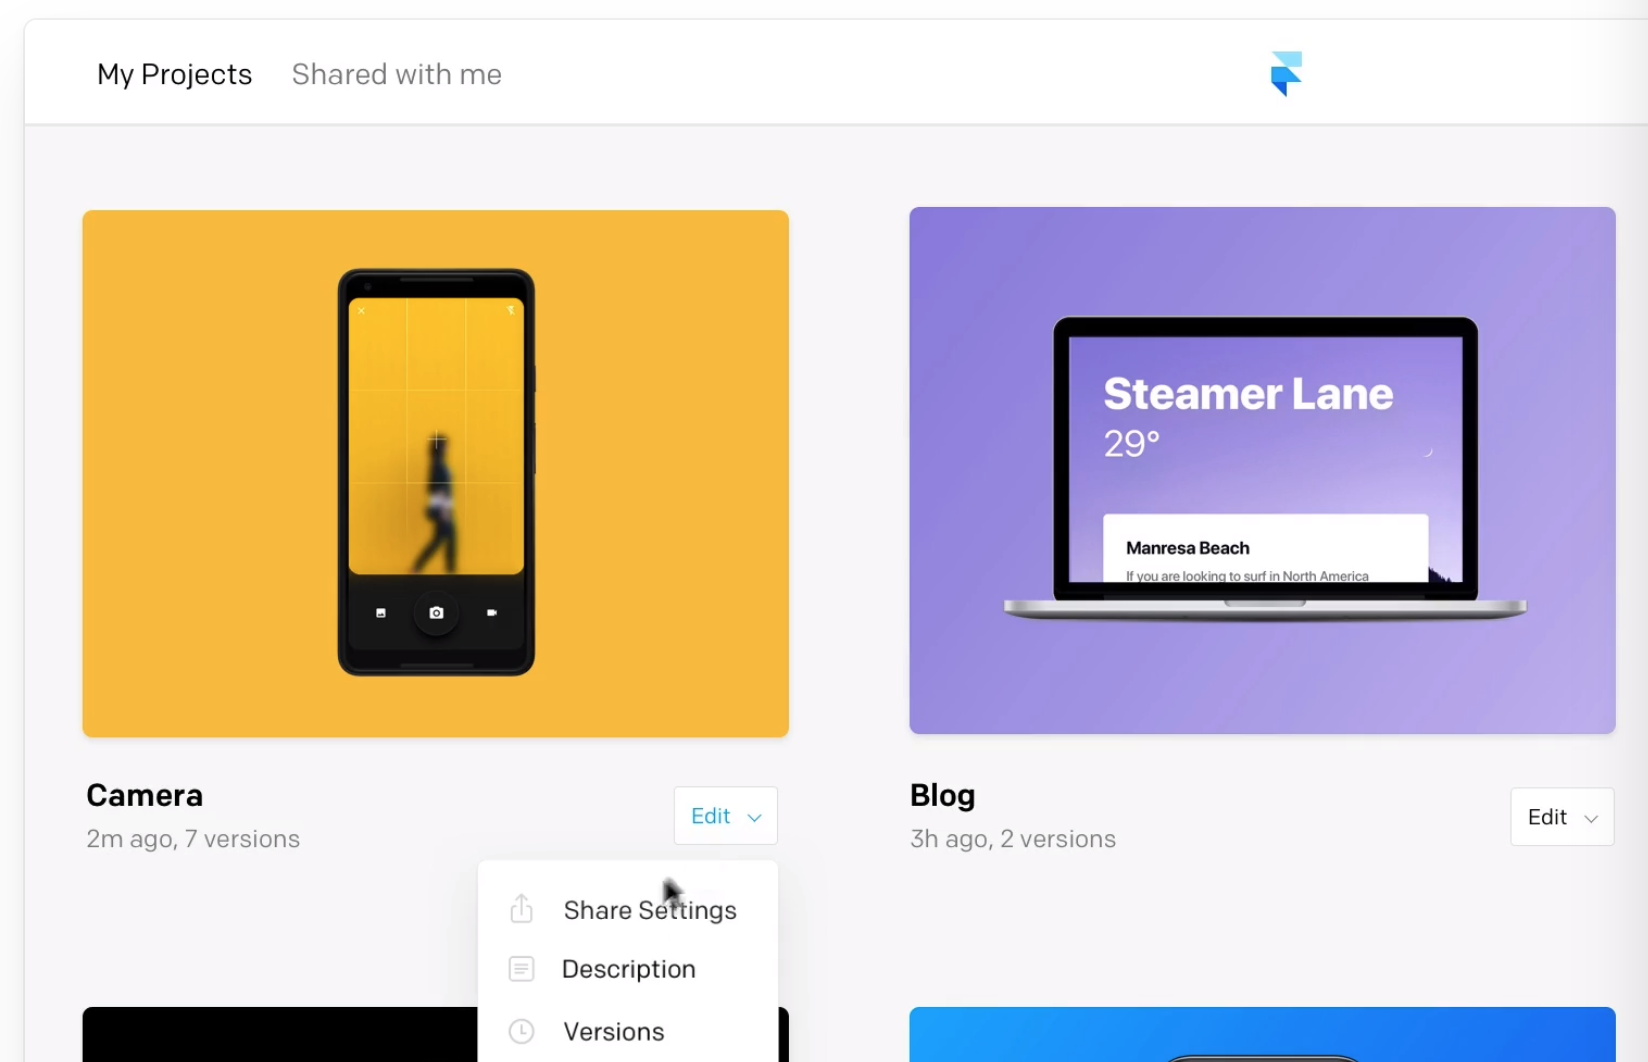 My Projects
Shared with me
Steamer Lane
29°
Manresa Beach
If you are looking to surf in North America
Camera
2m ago, 7 versions
Edit
Blog
3h ago, 2 versions
Edit
Share Settings
Description
Versions